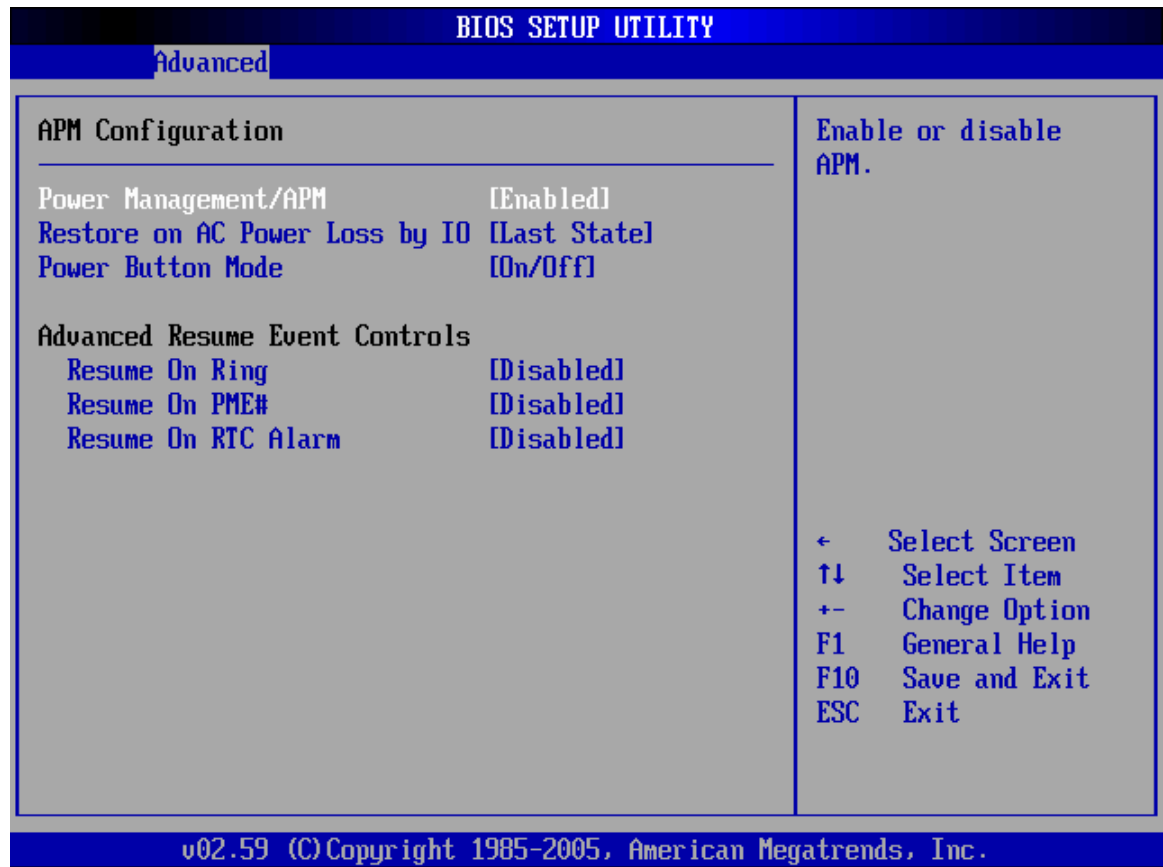 BIOS SETUP UTILITY
Advanced
APM Configuration
Power Management/APM [Enabled]
Restore on AC Power Loss by IO [Last State]
Power Button Mode [On/Off]
Advanced Resume Event Controls
Resume On Ring [Disabled]
Resume On PME# [Disabled]
Resume On RTC Alarm [Disabled]
Enable or disable
APM.
← Select Screen
↑↓ Select Item
+- Change Option
F1 General Help
F10 Save and Exit
ESC Exit
v02.59 (C)Copyright 1985-2005, American Megatrends, Inc.